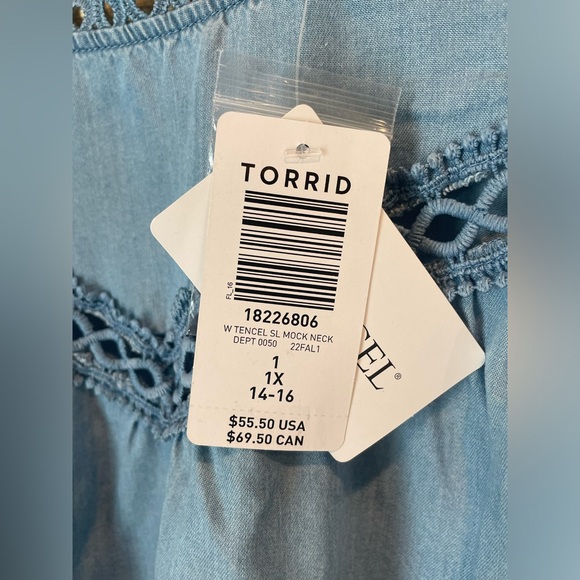 TORRID
FL_16
18226806
W TENCEL SL MOCK NECK
DEPT 0050 22FAL1
1
1X
14-16
$55.50 USA
$69.50 CAN
CEL®